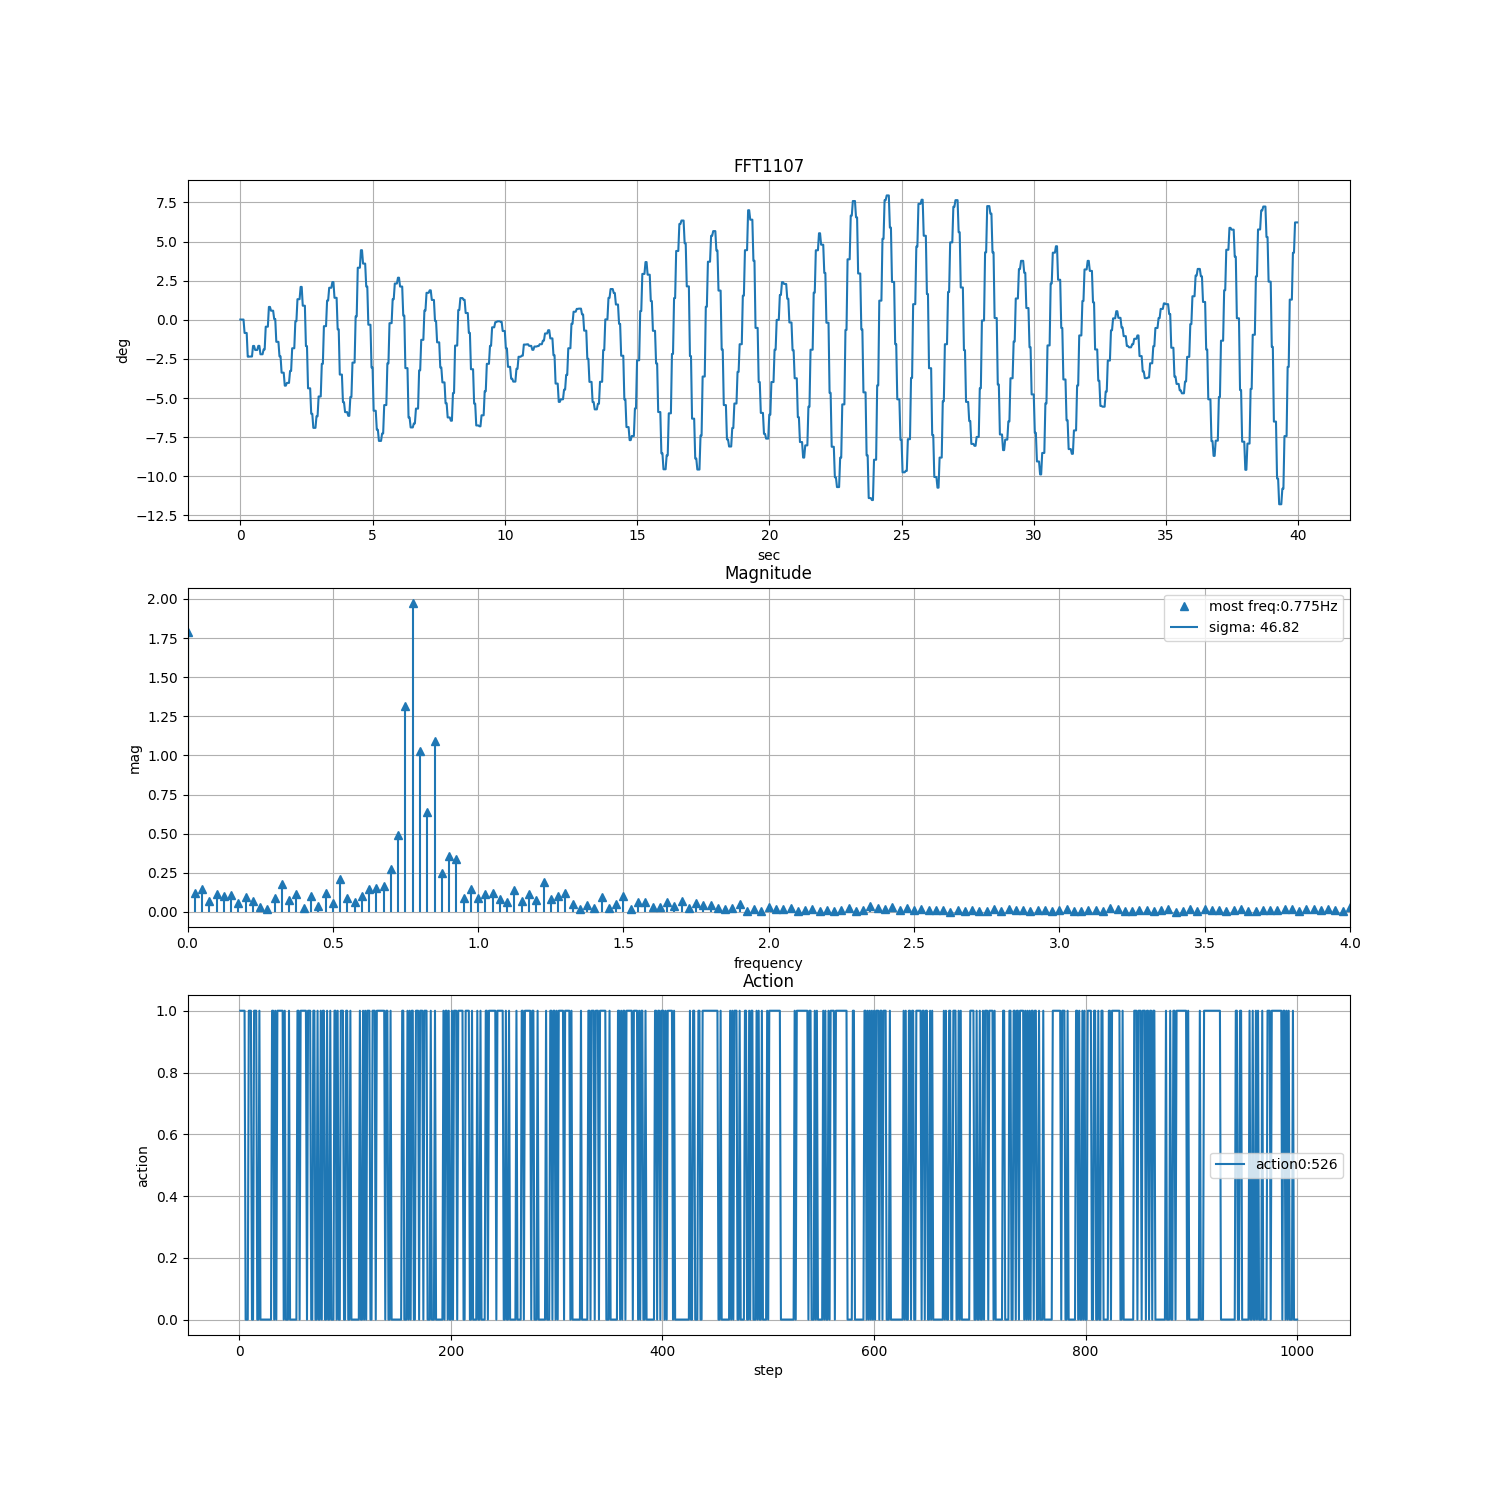 FFT1107
7.5
5.0
2.5
0.0
−2.5
−5.0
−7.5
−10.0
−12.5
deg
0 5 10 15 20 25 30 35 40
sec
Magnitude
2.00
1.75
1.50
1.25
1.00
0.75
0.50
0.25
0.00
mag
most freq:0.775Hz
sigma: 46.82
0.0 0.5 1.0 1.5 2.0 2.5 3.0 3.5 4.0
frequency
Action
1.0
0.8
0.6
0.4
0.2
0.0
action
action0:526
0 200 400 600 800 1000
step